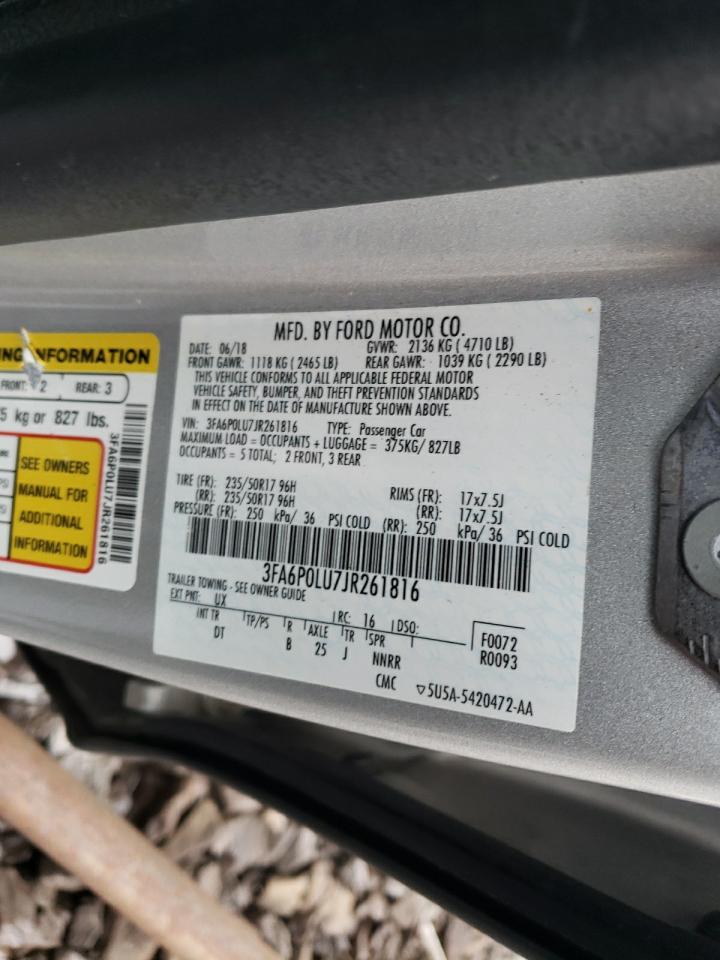 MFD. BY FORD MOTOR CO.
DATE: 06/18 GVWR: 2136 KG ( 4710 LB)
FRONT GAWR: 1118 KG ( 2465 LB) REAR GAWR: 1039 KG ( 2290 LB)
THIS VEHICLE CONFORMS TO ALL APPLICABLE FEDERAL MOTOR
VEHICLE SAFETY, BUMPER, AND THEFT PREVENTION STANDARDS
IN EFFECT ON THE DATE OF MANUFACTURE SHOWN ABOVE.
VIN: 3FA6P0LU7JR261816 TYPE: Passenger Car
MAXIMUM LOAD = OCCUPANTS + LUGGAGE = 375KG/ 827LB
OCCUPANTS = 5 TOTAL; 2 FRONT, 3 REAR
TIRE (FR): 235/50R17 96H RIMS (FR): 17x7.5J
(RR): 235/50R17 96H (RR): 17x7.5J
PRESSURE (FR): 250 kPa/ 36 PSI COLD (RR): 250 kPa/ 36 PSI COLD
3FA6P0LU7JR261816
TRAILER TOWING - SEE OWNER GUIDE
EXT PNT: UX RC: 16 DSO: F0072
INT TR TP/PS R AXLE TR SPR R0093
DT B 25 J NNRR
CMC 5U5A-5420472-AA
INFORMATION
FRONT: 2 REAR: 3
kg or 827 lbs.
SEE OWNERS
MANUAL FOR
ADDITIONAL
INFORMATION
3FA6P0LU7JR261816